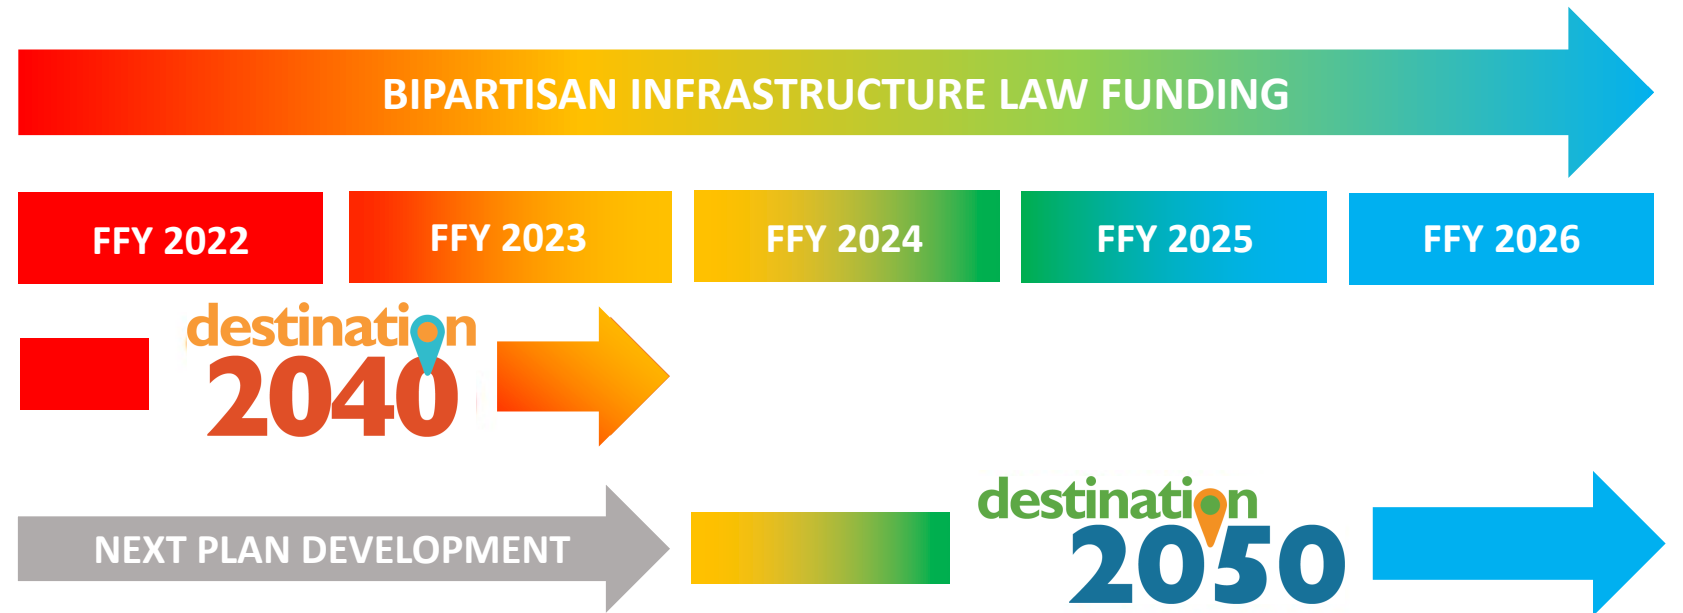 BIPARTISAN INFRASTRUCTURE LAW FUNDING
FFY 2022
FFY 2023
FFY 2024
FFY 2025
FFY 2026
destination
2040
NEXT PLAN DEVELOPMENT
destination
2050